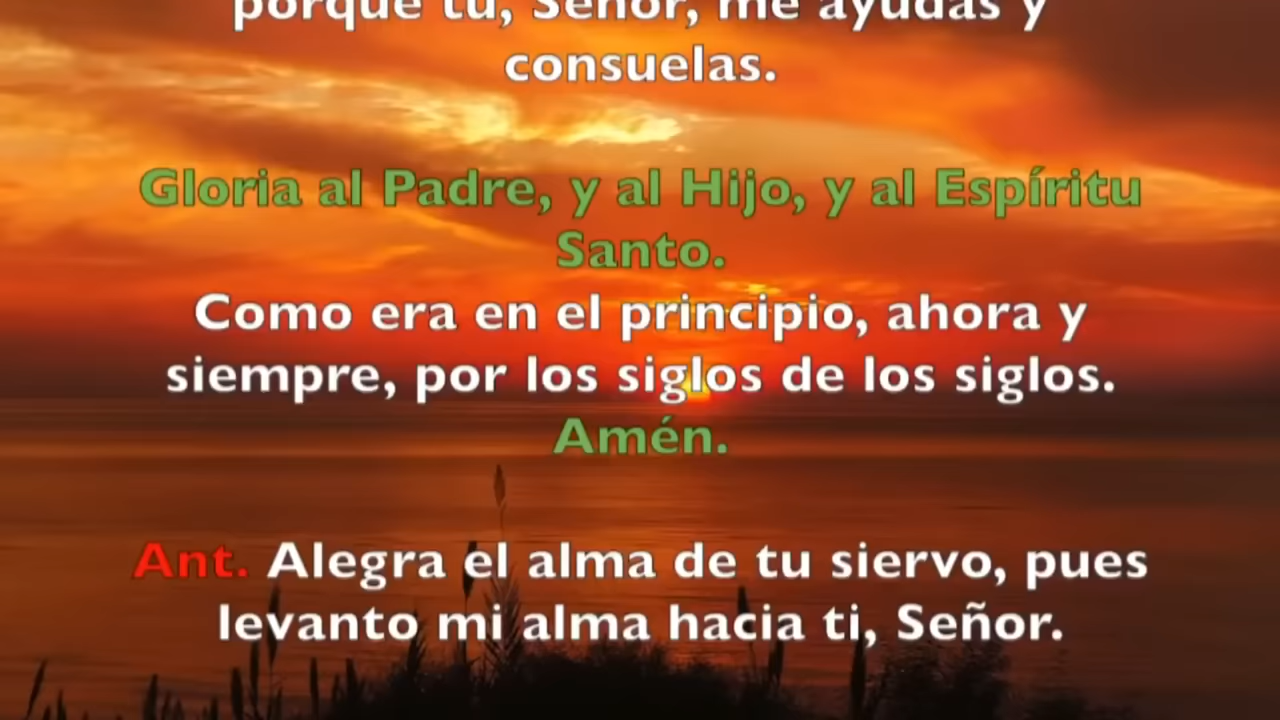 porque tú, Señor, me ayudas y
consuelas.
Gloria al Padre, y al Hijo, y al Espíritu
Santo.
Como era en el principio, ahora y
siempre, por los siglos de los siglos.
Amén.
Ant. Alegra el alma de tu siervo, pues
levanto mi alma hacia ti, Señor.